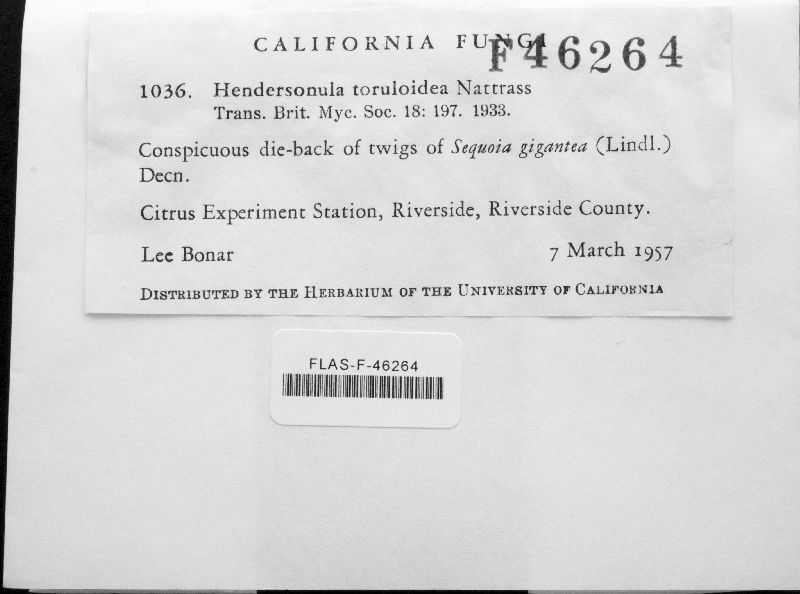 CALIFORNIA FUNGI
F46264
1036. Hendersonula toruloidea Nattrass
Trans. Brit. Myc. Soc. 18: 197. 1933.
Conspicuous die-back of twigs of Sequoia gigantea (Lindl.)
Decn.
Citrus Experiment Station, Riverside, Riverside County.
Lee Bonar 7 March 1957
DISTRIBUTED BY THE HERBARIUM OF THE UNIVERSITY OF CALIFORNIA
FLAS-F-46264